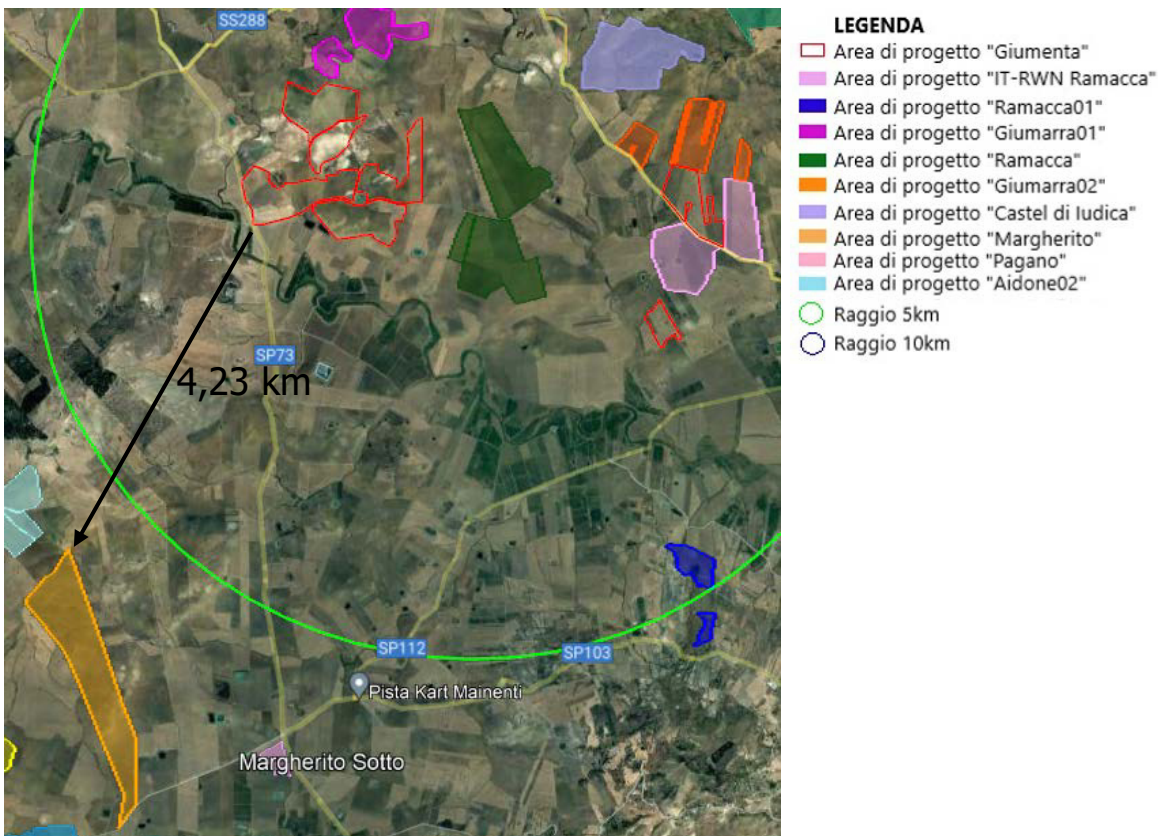 SS288
SP73
4,23 km
SP112
SP103
Pista Kart Mainenti
Margherito Sotto
LEGENDA
Area di progetto "Giumenta"
Area di progetto "IT-RWN Ramacca"
Area di progetto "Ramacca01"
Area di progetto "Giumarra01"
Area di progetto "Ramacca"
Area di progetto "Giumarra02"
Area di progetto "Castel di Iudica"
Area di progetto "Margherito"
Area di progetto "Pagano"
Area di progetto "Aidone02"
Raggio 5km
Raggio 10km